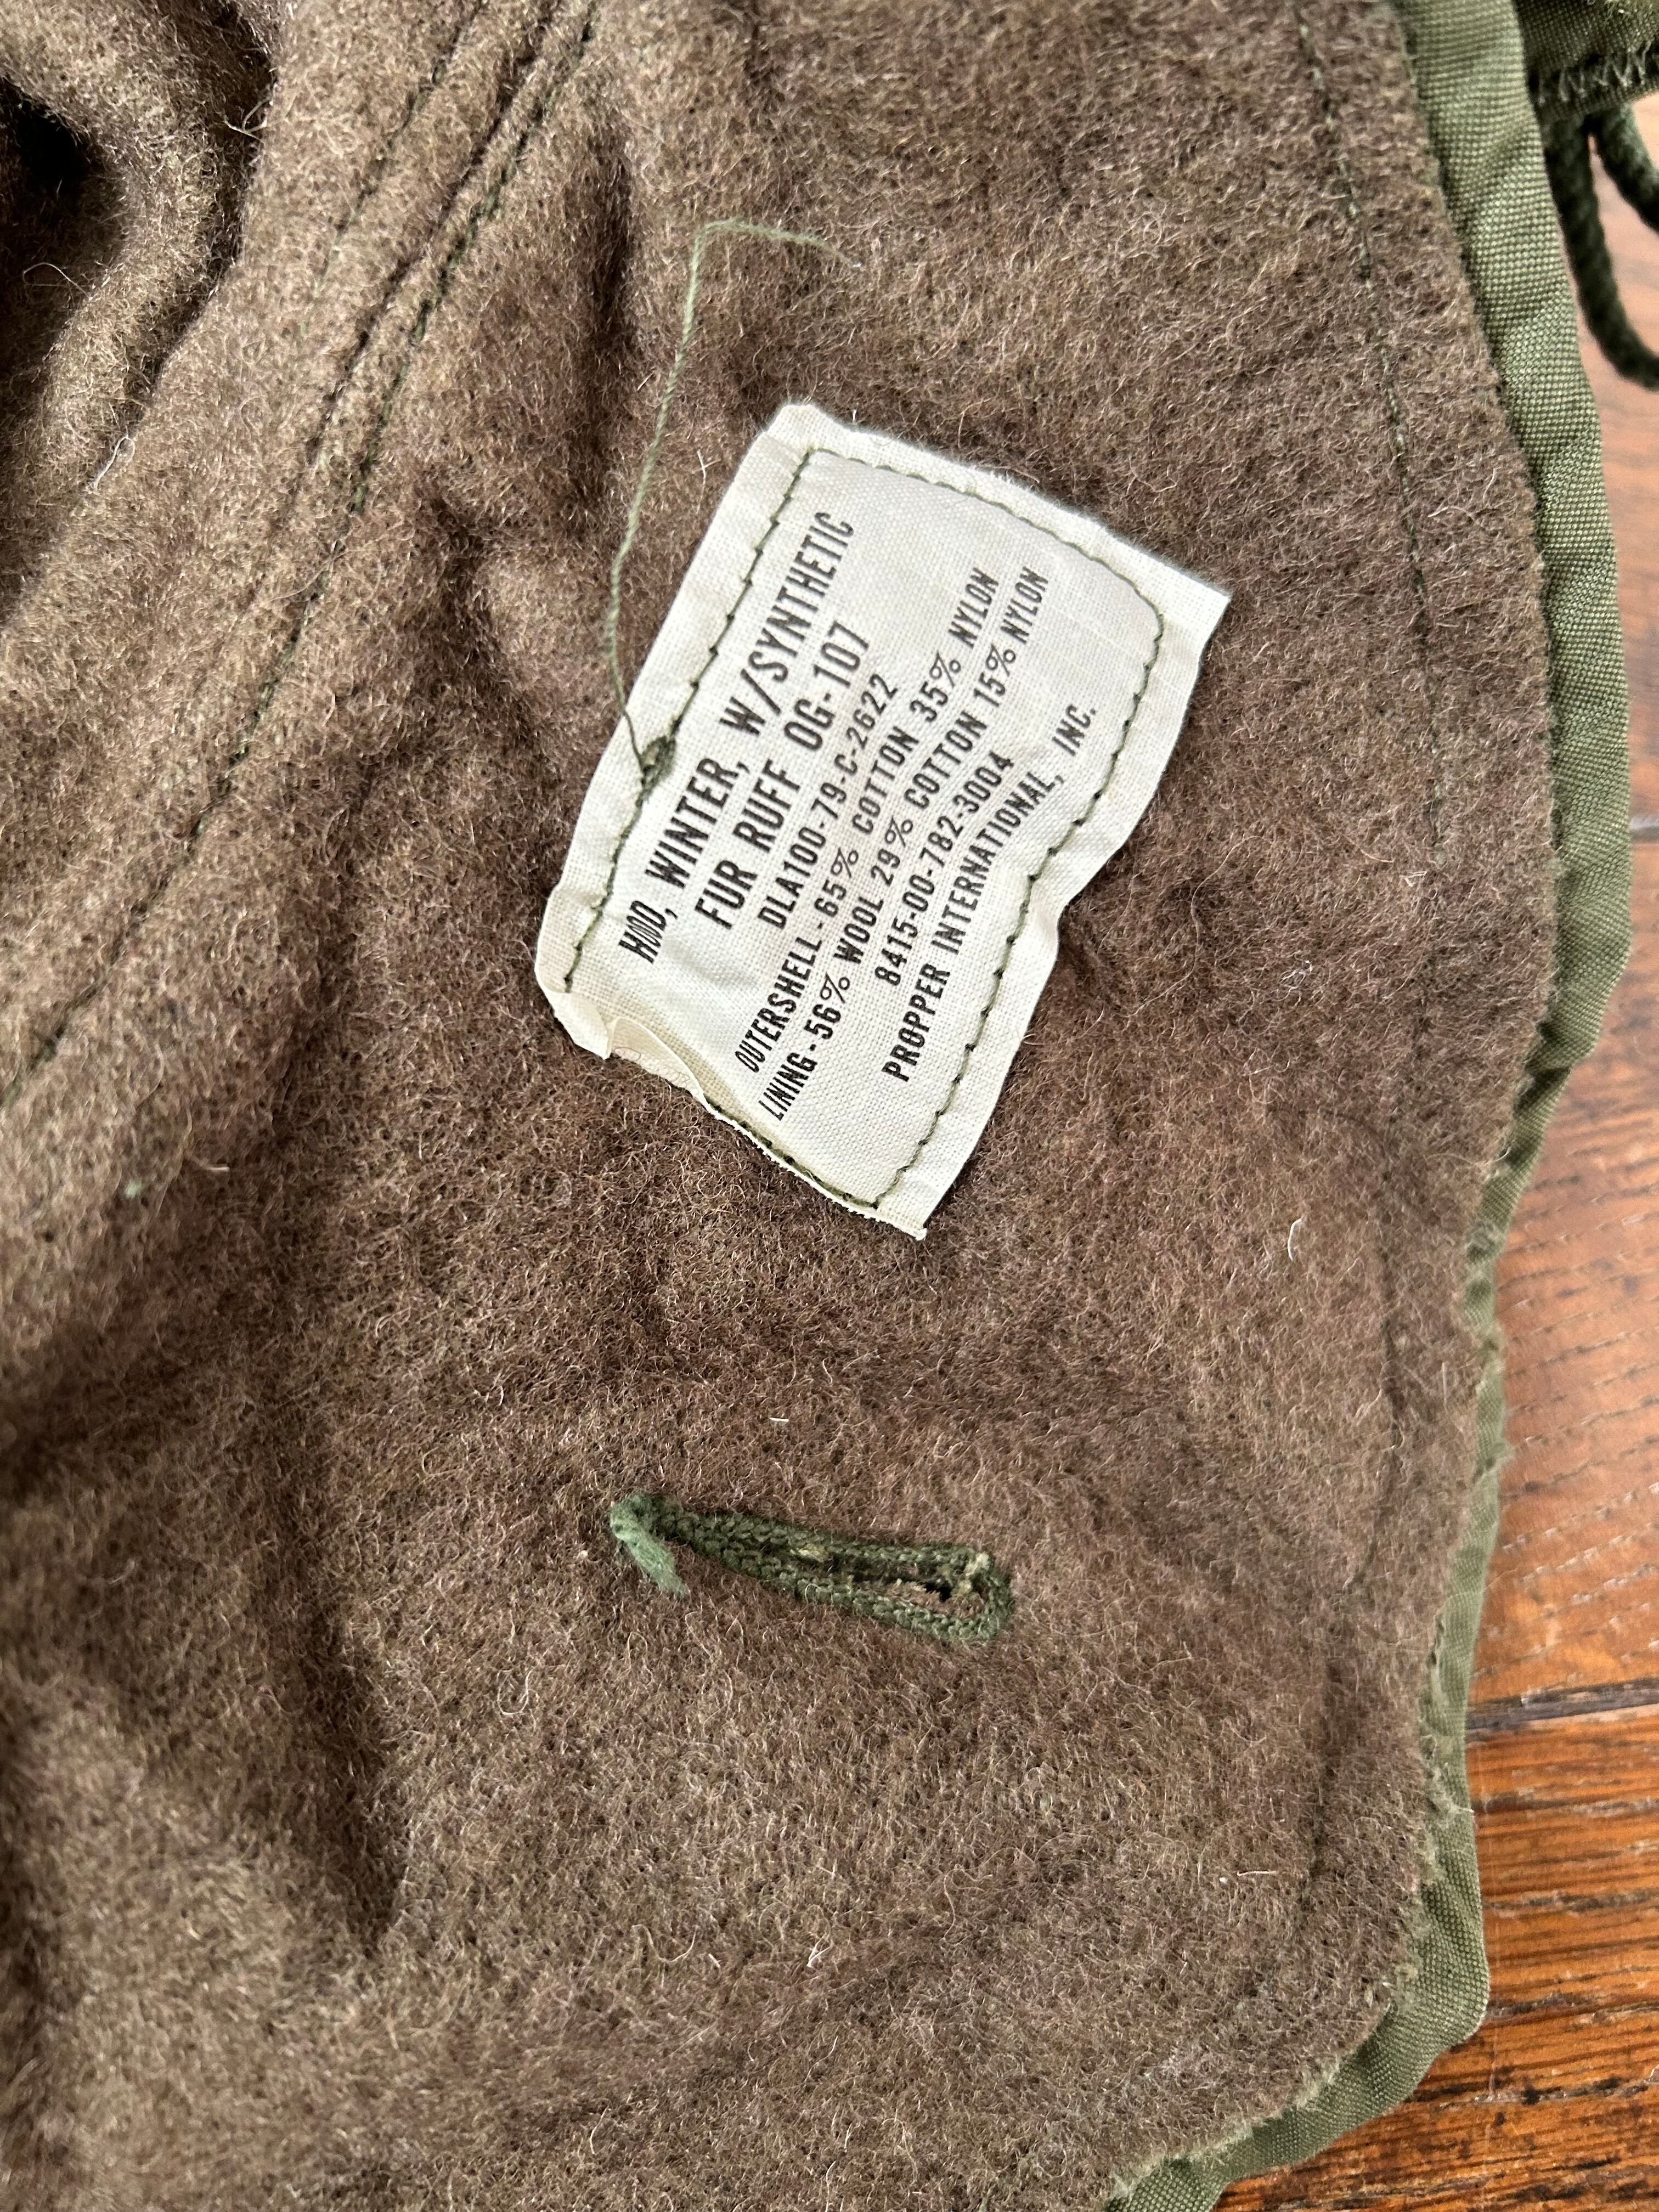 HOOD, WINTER, W/SYNTHETIC
FUR RUFF OG-107
DLA100-79-C-2622
OUTERSHELL-65% COTTON 35% NYLON
LINING-56% WOOL 29% COTTON 15% NYLON
8415-00-782-3004
PROPPER INTERNATIONAL, INC.